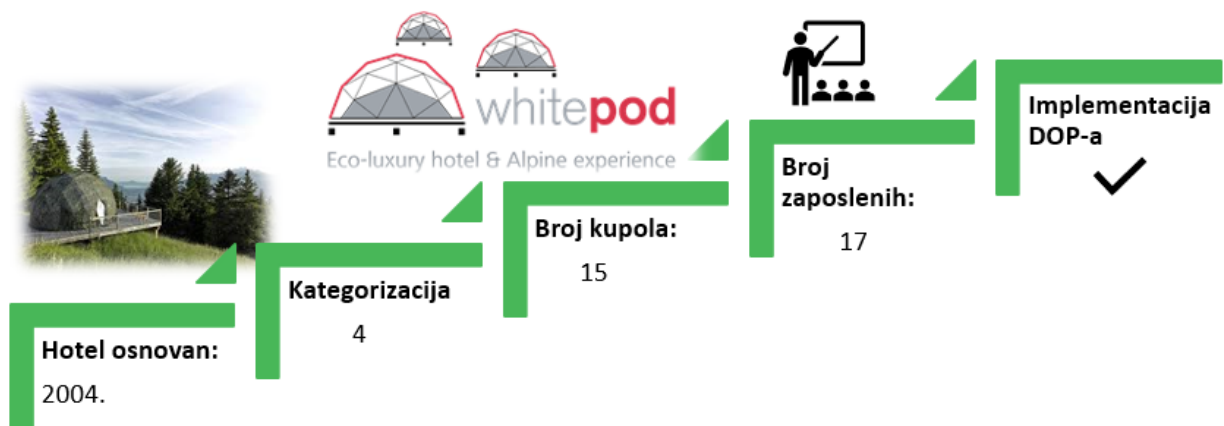 whitepod
Eco-luxury hotel & Alpine experience
Hotel osnovan:
2004.
Kategorizacija
4
Broj kupola:
15
Broj
zaposlenih:
17
Implementacija
DOP-a